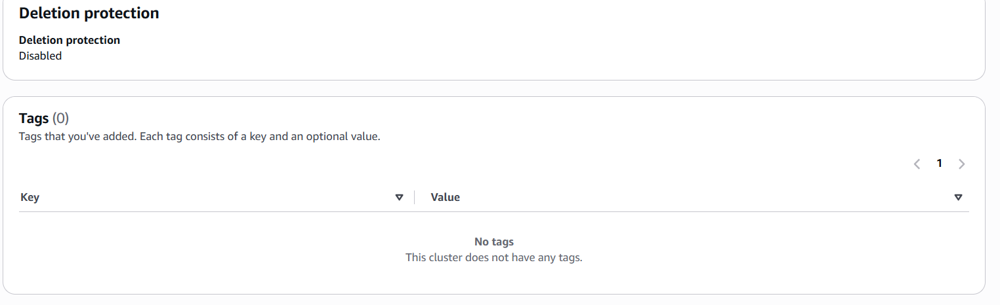 Deletion protection
Deletion protection
Disabled
Tags (0)
Tags that you've added. Each tag consists of a key and an optional value.
1
Key Value
No tags
This cluster does not have any tags.